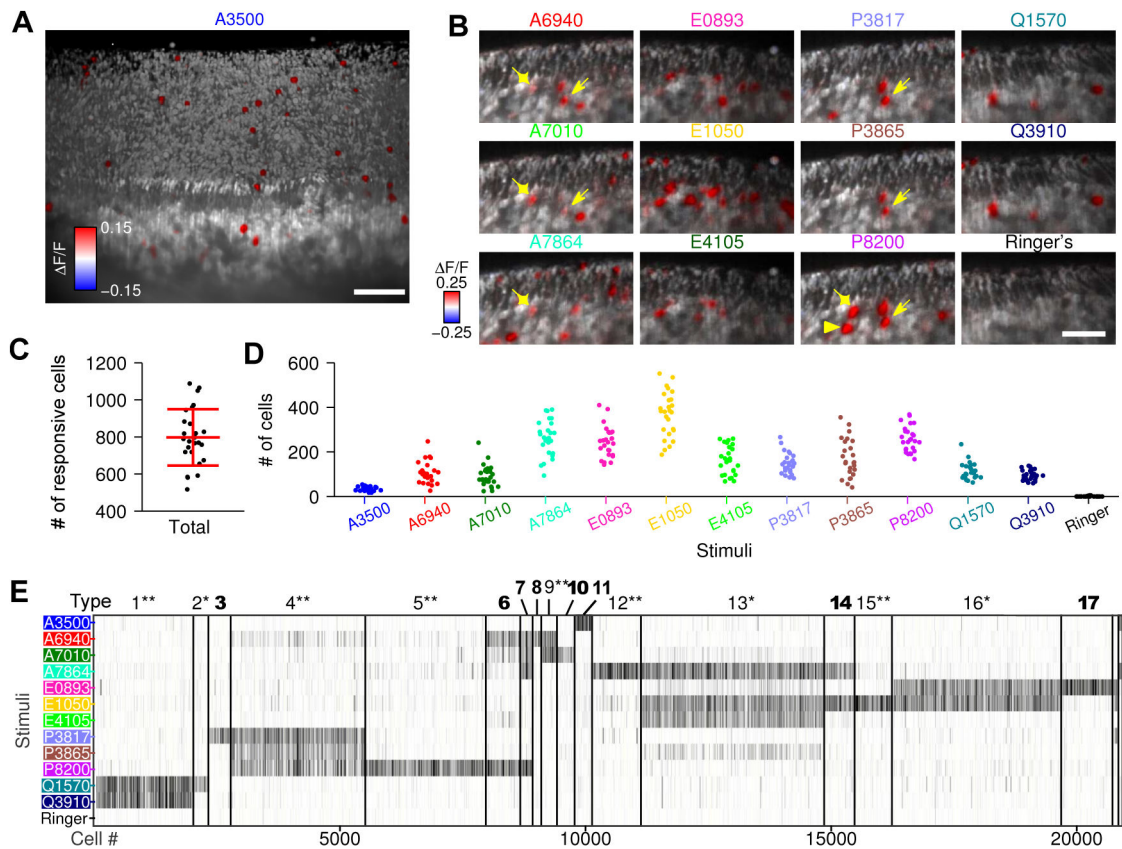 A
A3500
ΔF/F
0.15
−0.15
B
A6940 E0893 P3817 Q1570
A7010 E1050 P3865 Q3910
A7864 E4105 P8200 Ringer's
ΔF/F
0.25
−0.25
C
# of responsive cells
1200
1000
800
600
400
Total
D
# of cells
600
400
200
0
A3500 A6940 A7010 A7864 E0893 E1050 E4105 P3817 P3865 P8200 Q1570 Q3910 Ringer
Stimuli
E
Type 1** 2* 3 4** 5** 6 7 8 9** 10 11 12** 13* 14 15** 16* 17
Stimuli
A3500
A6940
A7010
A7864
E0893
E1050
E4105
P3817
P3865
P8200
Q1570
Q3910
Ringer
Cell # 5000 10000 15000 20000